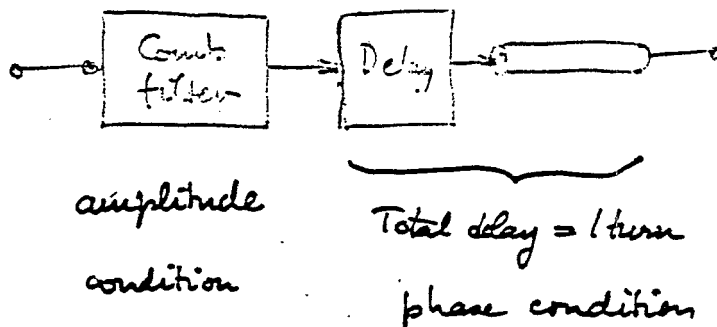 Comb
filter
Delay
amplitude
condition
Total delay = 1 turn
phase condition